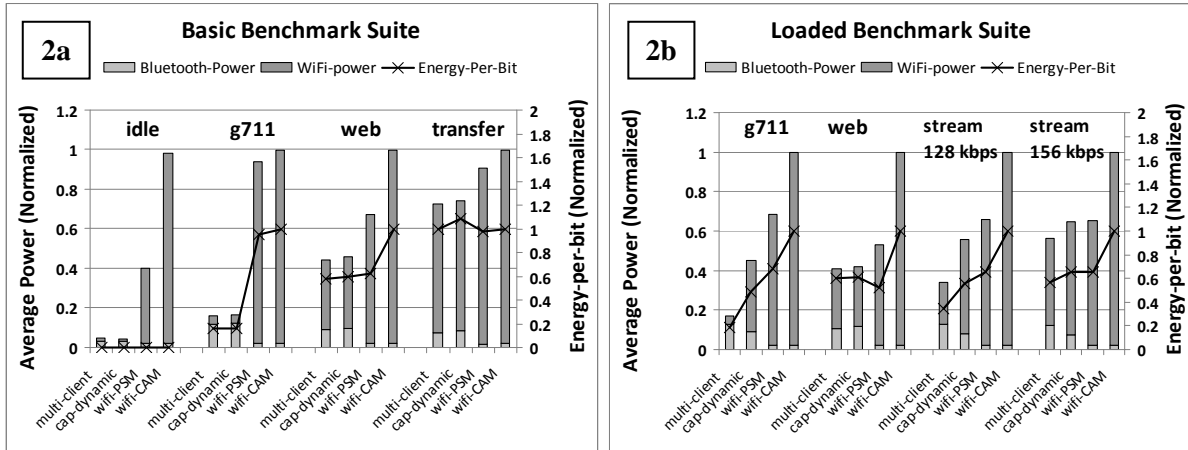 2a
Basic Benchmark Suite
Bluetooth-Power WiFi-power Energy-Per-Bit
Average Power (Normalized)
1.2
1
0.8
0.6
0.4
0.2
0
idle g711 web transfer
2
1.8
1.6
1.4
1.2
1
0.8
0.6
0.4
0.2
0
Energy-per-bit (Normalized)
multi-client
cap-dynamic
wifi-PSM
wifi-CAM
multi-client
cap-dynamic
wifi-PSM
wifi-CAM
multi-client
cap-dynamic
wifi-PSM
wifi-CAM
multi-client
cap-dynamic
wifi-PSM
wifi-CAM
2b
Loaded Benchmark Suite
Bluetooth-Power WiFi-power Energy-Per-Bit
Average Power (Normalized)
1.2
1
0.8
0.6
0.4
0.2
0
g711 web stream stream
128 kbps 156 kbps
2
1.8
1.6
1.4
1.2
1
0.8
0.6
0.4
0.2
0
Energy-per-bit (Normalized)
multi-client
cap-dynamic
wifi-PSM
wifi-CAM
multi-client
cap-dynamic
wifi-PSM
wifi-CAM
multi-client
cap-dynamic
wifi-PSM
wifi-CAM
multi-client
cap-dynamic
wifi-PSM
wifi-CAM